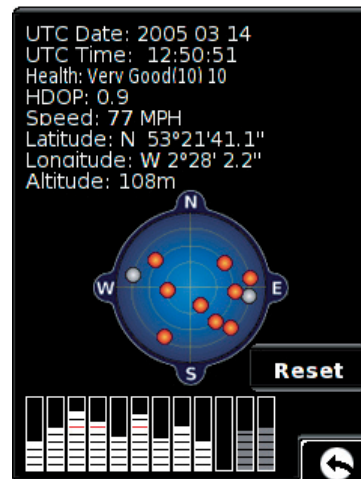 UTC Date: 2005 03 14
UTC Time: 12:50:51
Health: Very Good(10) 10
HDOP: 0.9
Speed: 77 MPH
Latitude: N 53°21'41.1"
Longitude: W 2°28' 2.2"
Altitude: 108m
N
W
E
S
Reset